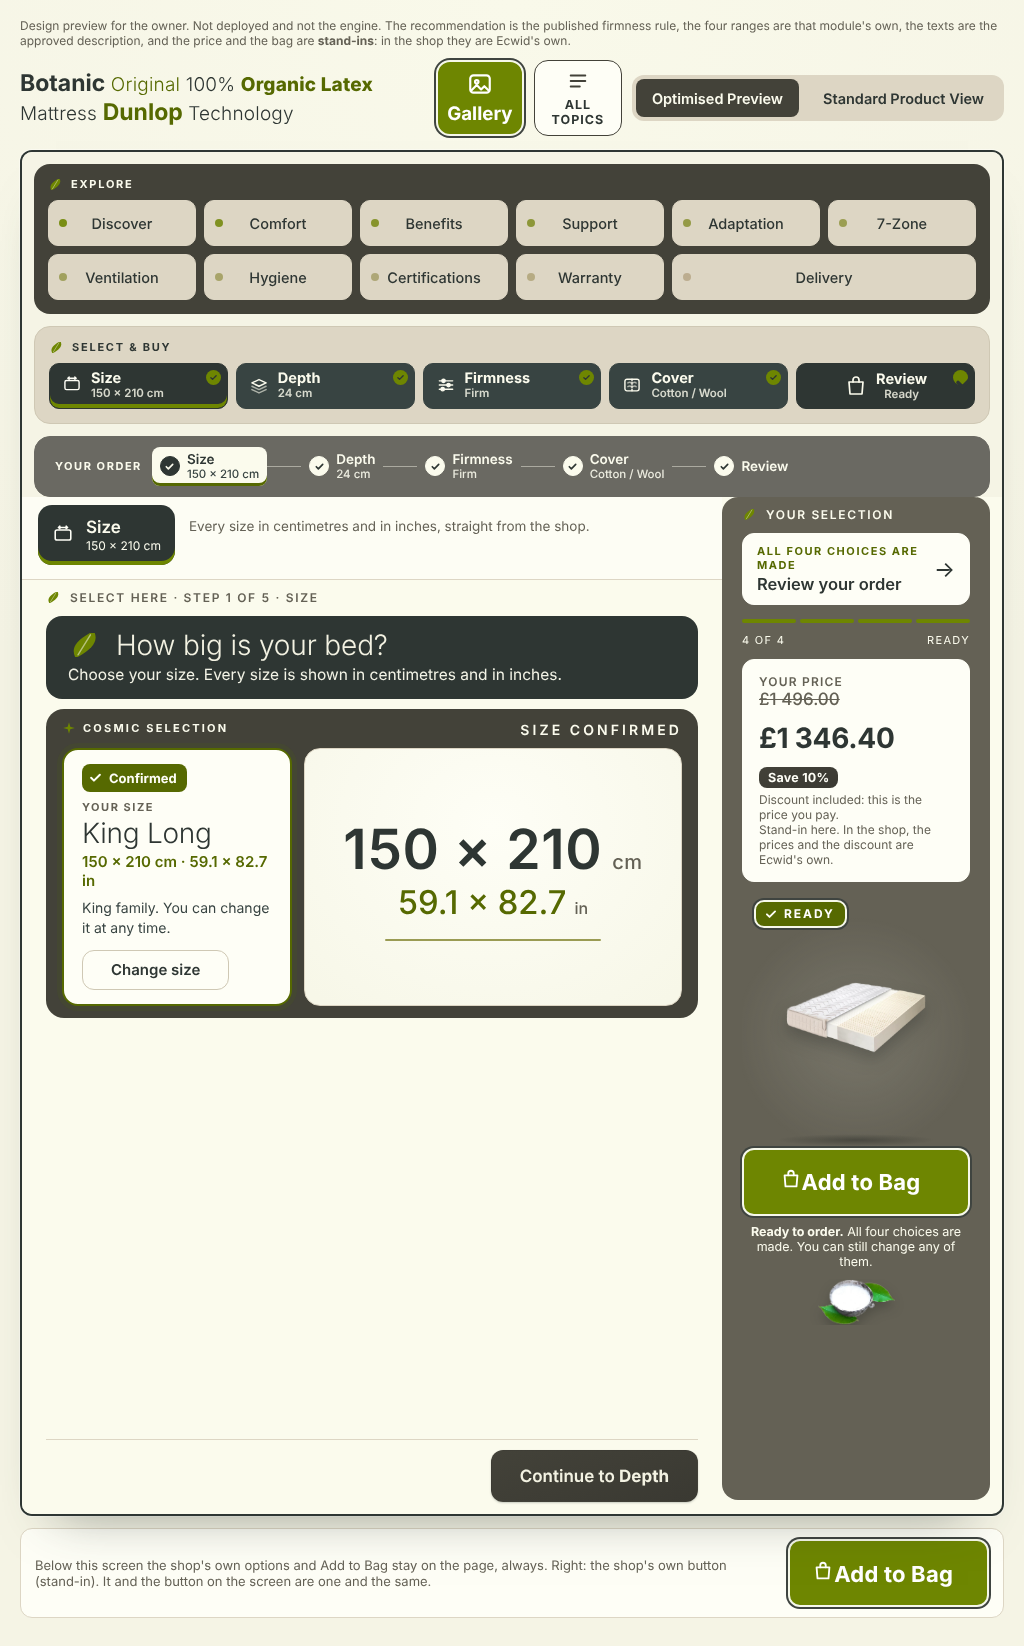 Design preview for the owner. Not deployed and not the engine. The recommendation is the published firmness rule, the four ranges are that module's own, the texts are the
approved description, and the price and the bag are stand-ins: in the shop they are Ecwid's own.
Botanic Original 100% Organic Latex
Mattress Dunlop Technology
Gallery
ALL
TOPICS
Optimised Preview
Standard Product View
EXPLORE
Discover
Comfort
Benefits
Support
Adaptation
7-Zone
Ventilation
Hygiene
Certifications
Warranty
Delivery
SELECT & BUY
Size
150 × 210 cm
Depth
24 cm
Firmness
Firm
Cover
Cotton / Wool
Review
Ready
YOUR ORDER
Size
150 × 210 cm
Depth
24 cm
Firmness
Firm
Cover
Cotton / Wool
Review
Size
150 × 210 cm
Every size in centimetres and in inches, straight from the shop.
SELECT HERE · STEP 1 OF 5 · SIZE
How big is your bed?
Choose your size. Every size is shown in centimetres and in inches.
COSMIC SELECTION
SIZE CONFIRMED
Confirmed
YOUR SIZE
King Long
150 × 210 cm · 59.1 × 82.7
in
King family. You can change
it at any time.
Change size
150 × 210 cm
59.1 × 82.7 in
Continue to Depth
YOUR SELECTION
ALL FOUR CHOICES ARE
MADE
Review your order
4 OF 4
READY
YOUR PRICE
£1 496.00
£1 346.40
Save 10%
Discount included: this is the
price you pay.
Stand-in here. In the shop, the
prices and the discount are
Ecwid's own.
READY
Add to Bag
Ready to order. All four choices are
made. You can still change any of
them.
Below this screen the shop's own options and Add to Bag stay on the page, always. Right: the shop's own button
(stand-in). It and the button on the screen are one and the same.
Add to Bag